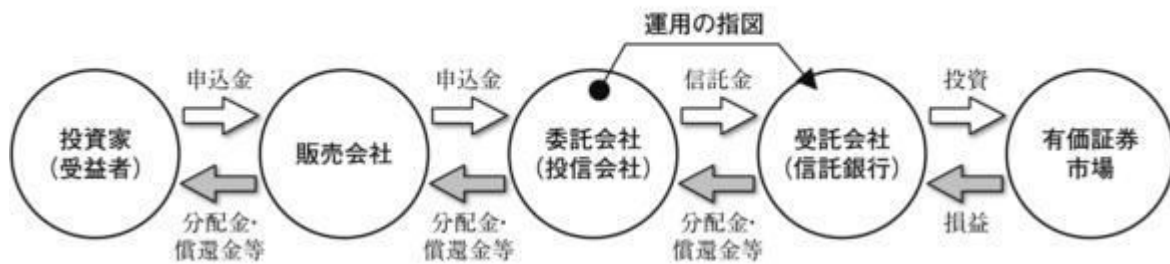 運用の指図
申込金
申込金
信託金
投資
投資家
（受益者）
販売会社
委託会社
（投信会社）
受託会社
（信託銀行）
有価証券
市場
分配金・
償還金等
分配金・
償還金等
分配金・
償還金等
損益